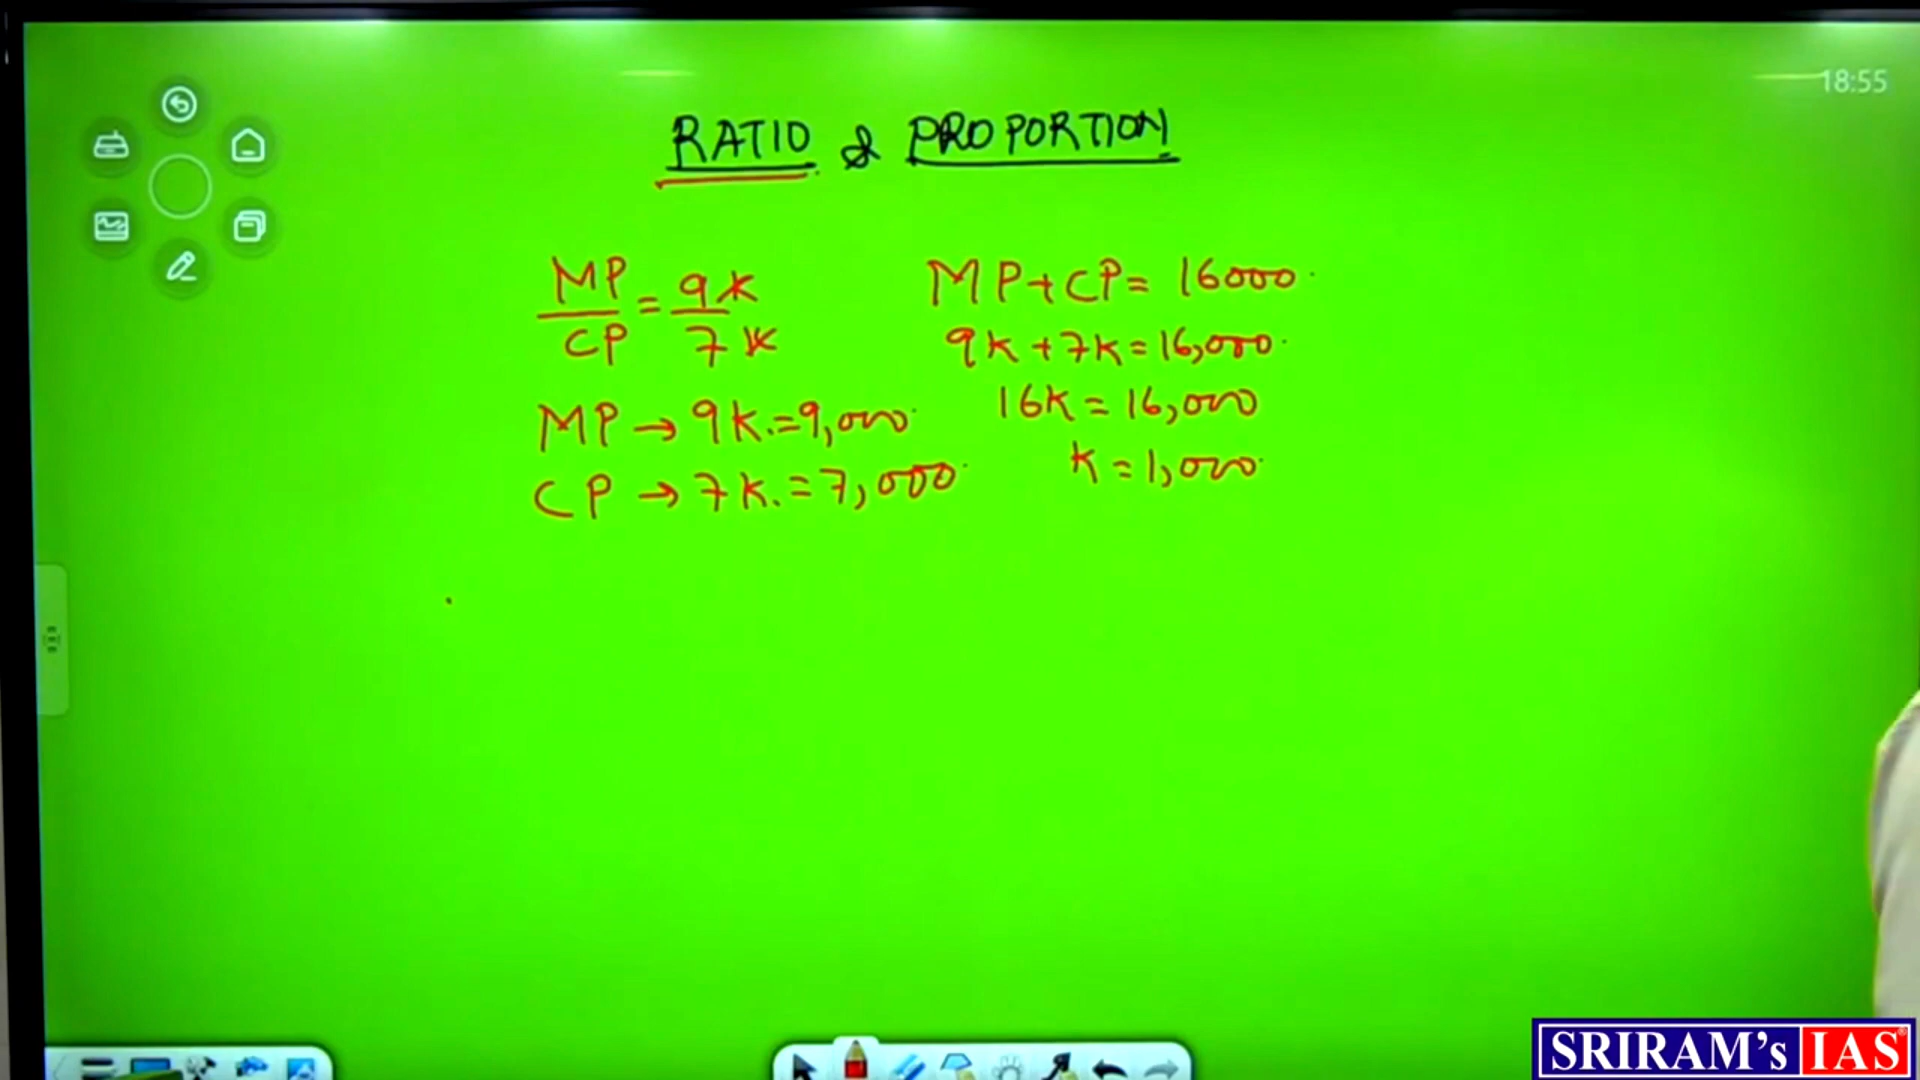 18:55
RATIO & PROPORTION
MP/CP = 9K/7K
MP → 9K. = 9,000
CP → 7K. = 7,000
MP + CP = 16000
9K + 7K = 16,000
16K = 16,000
K = 1,000
SRIRAM's IAS®